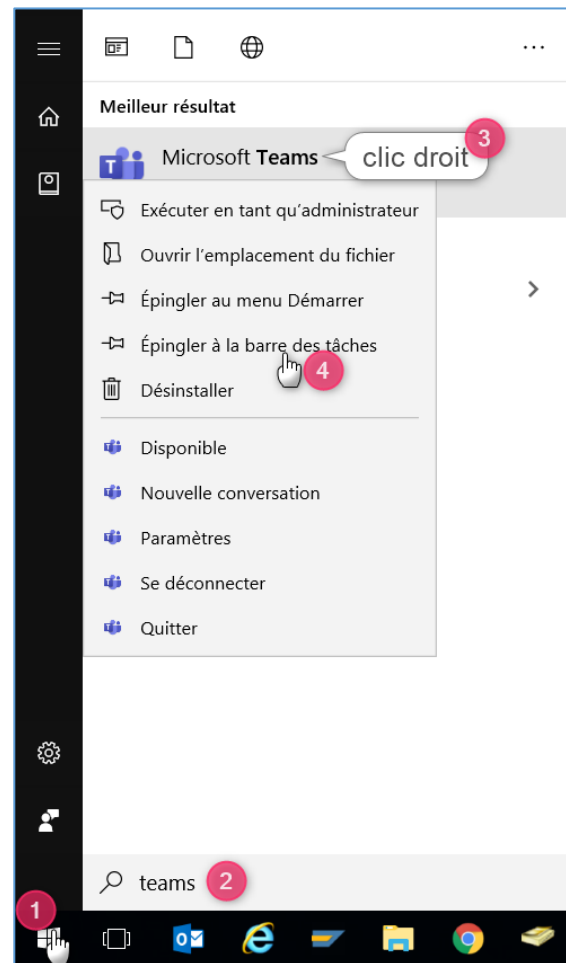 Meilleur résultat
Microsoft Teams
clic droit
3
Exécuter en tant qu'administrateur
Ouvrir l'emplacement du fichier
Épingler au menu Démarrer
Épingler à la barre des tâches
4
Désinstaller
Disponible
Nouvelle conversation
Paramètres
Se déconnecter
Quitter
teams
2
1